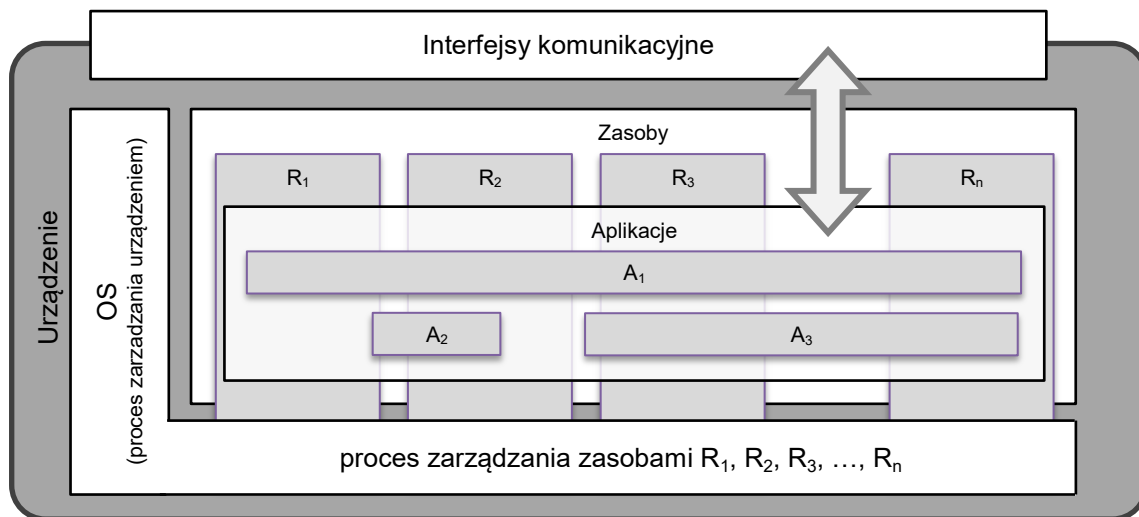 Interfejsy komunikacyjne
Urządzenie
OS
(proces zarzadzania urządzeniem)
Zasoby
R₁
R₂
R₃
Rₙ
Aplikacje
A₁
A₂
A₃
proces zarządzania zasobami R₁, R₂, R₃, …, Rₙ